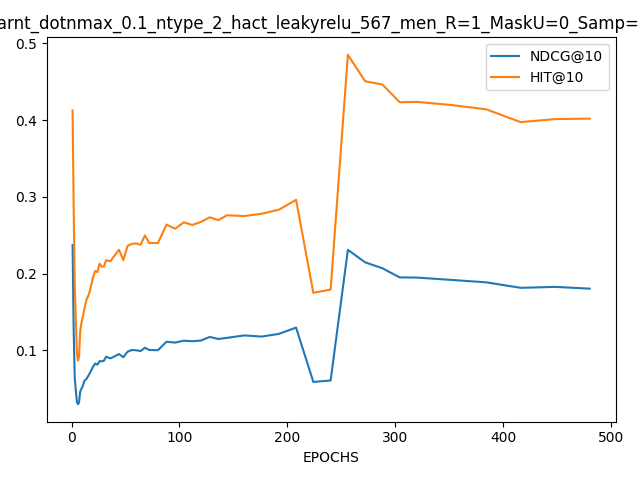 arnt_dotnmax_0.1_ntype_2_hact_leakyrelu_567_men_R=1_MaskU=0_Samp=
NDCG@10
HIT@10
0.5
0.4
0.3
0.2
0.1
0 100 200 300 400 500
EPOCHS